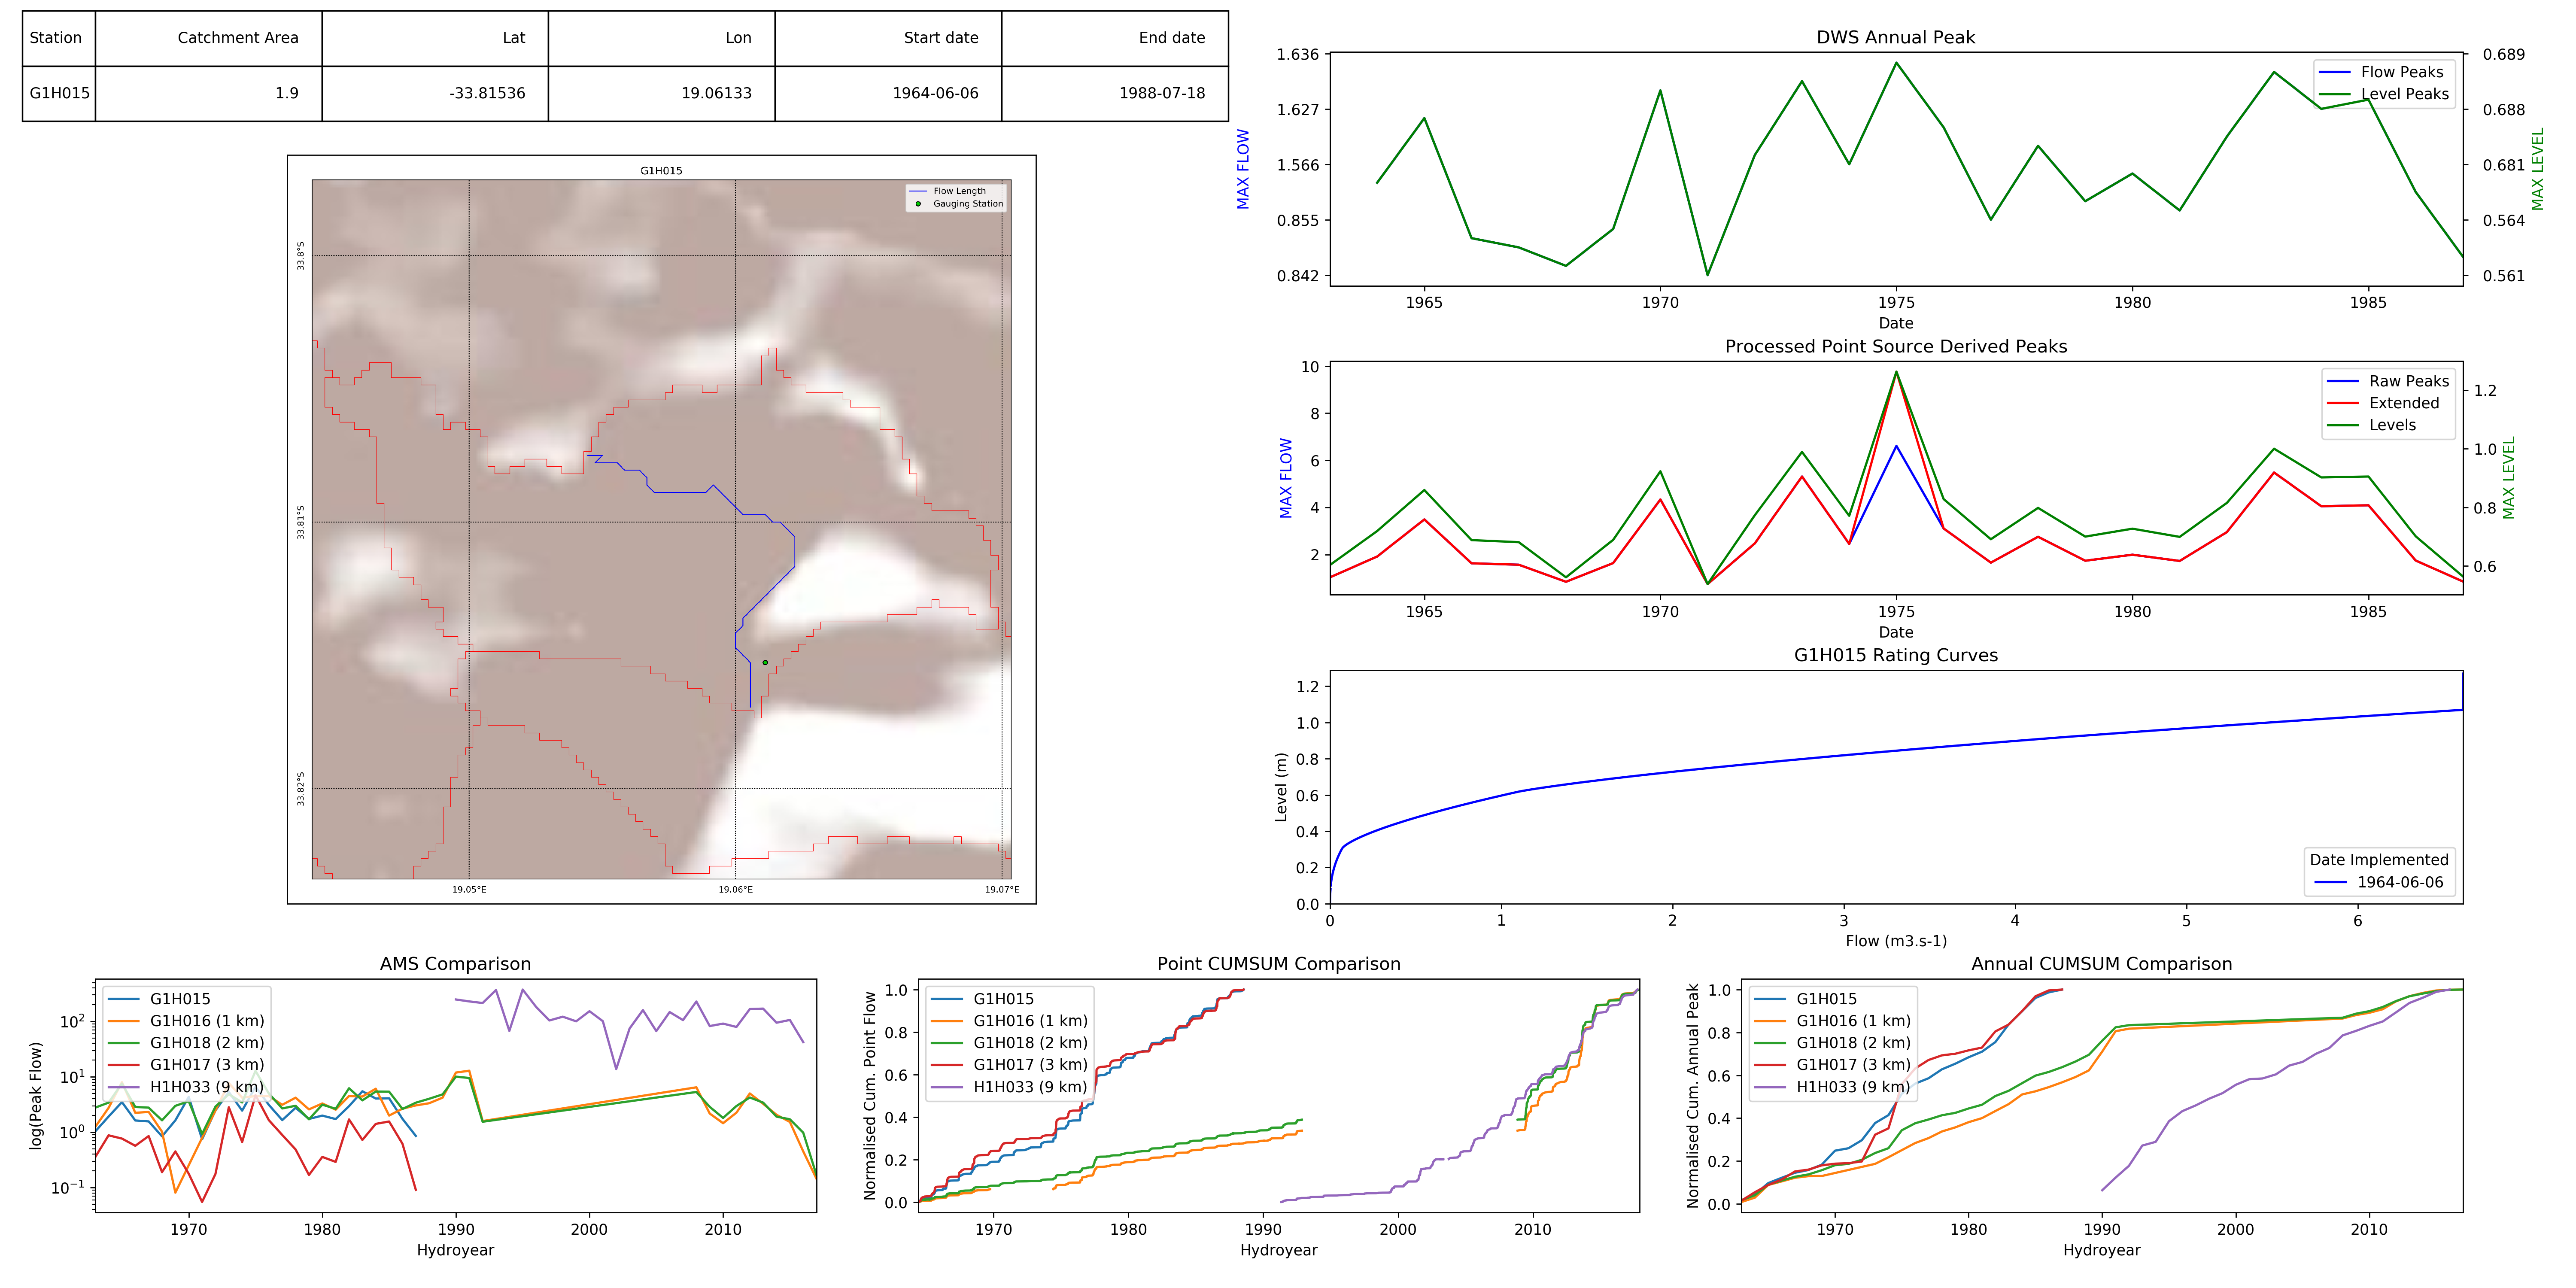 Station Catchment Area Lat Lon Start date End date
G1H015 1.9 -33.81536 19.06133 1964-06-06 1988-07-18
G1H015
Flow Length
Gauging Station
33.8°S
33.81°S
33.82°S
19.05°E 19.06°E 19.07°E
DWS Annual Peak
Flow Peaks
Level Peaks
MAX FLOW
1.636
1.627
1.566
0.855
0.842
0.689
0.688
0.681
0.564
0.561
MAX LEVEL
1965 1970 1975 1980 1985
Date
Processed Point Source Derived Peaks
Raw Peaks
Extended
Levels
MAX FLOW
10
8
6
4
2
1.2
1.0
0.8
0.6
MAX LEVEL
1965 1970 1975 1980 1985
Date
G1H015 Rating Curves
Level (m)
1.2
1.0
0.8
0.6
0.4
0.2
0.0
Date Implemented
1964-06-06
0 1 2 3 4 5 6
Flow (m3.s-1)
AMS Comparison
G1H015
G1H016 (1 km)
G1H018 (2 km)
G1H017 (3 km)
H1H033 (9 km)
log(Peak Flow)
10²
10¹
10⁰
10⁻¹
1970 1980 1990 2000 2010
Hydroyear
Point CUMSUM Comparison
G1H015
G1H016 (1 km)
G1H018 (2 km)
G1H017 (3 km)
H1H033 (9 km)
Normalised Cum. Point Flow
1.0
0.8
0.6
0.4
0.2
0.0
1970 1980 1990 2000 2010
Hydroyear
Annual CUMSUM Comparison
G1H015
G1H016 (1 km)
G1H018 (2 km)
G1H017 (3 km)
H1H033 (9 km)
Normalised Cum. Annual Peak
1.0
0.8
0.6
0.4
0.2
0.0
1970 1980 1990 2000 2010
Hydroyear